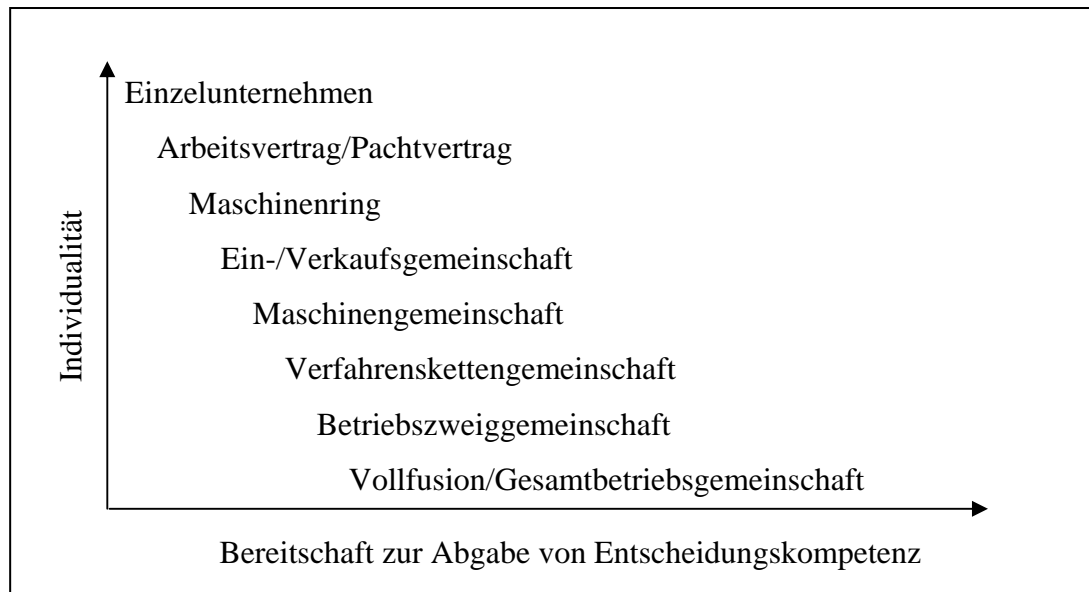 Einzelunternehmen
Arbeitsvertrag/Pachtvertrag
Maschinenring
Ein-/Verkaufsgemeinschaft
Maschinengemeinschaft
Verfahrenskettengemeinschaft
Betriebszweiggemeinschaft
Vollfusion/Gesamtbetriebsgemeinschaft
Individualität
Bereitschaft zur Abgabe von Entscheidungskompetenz